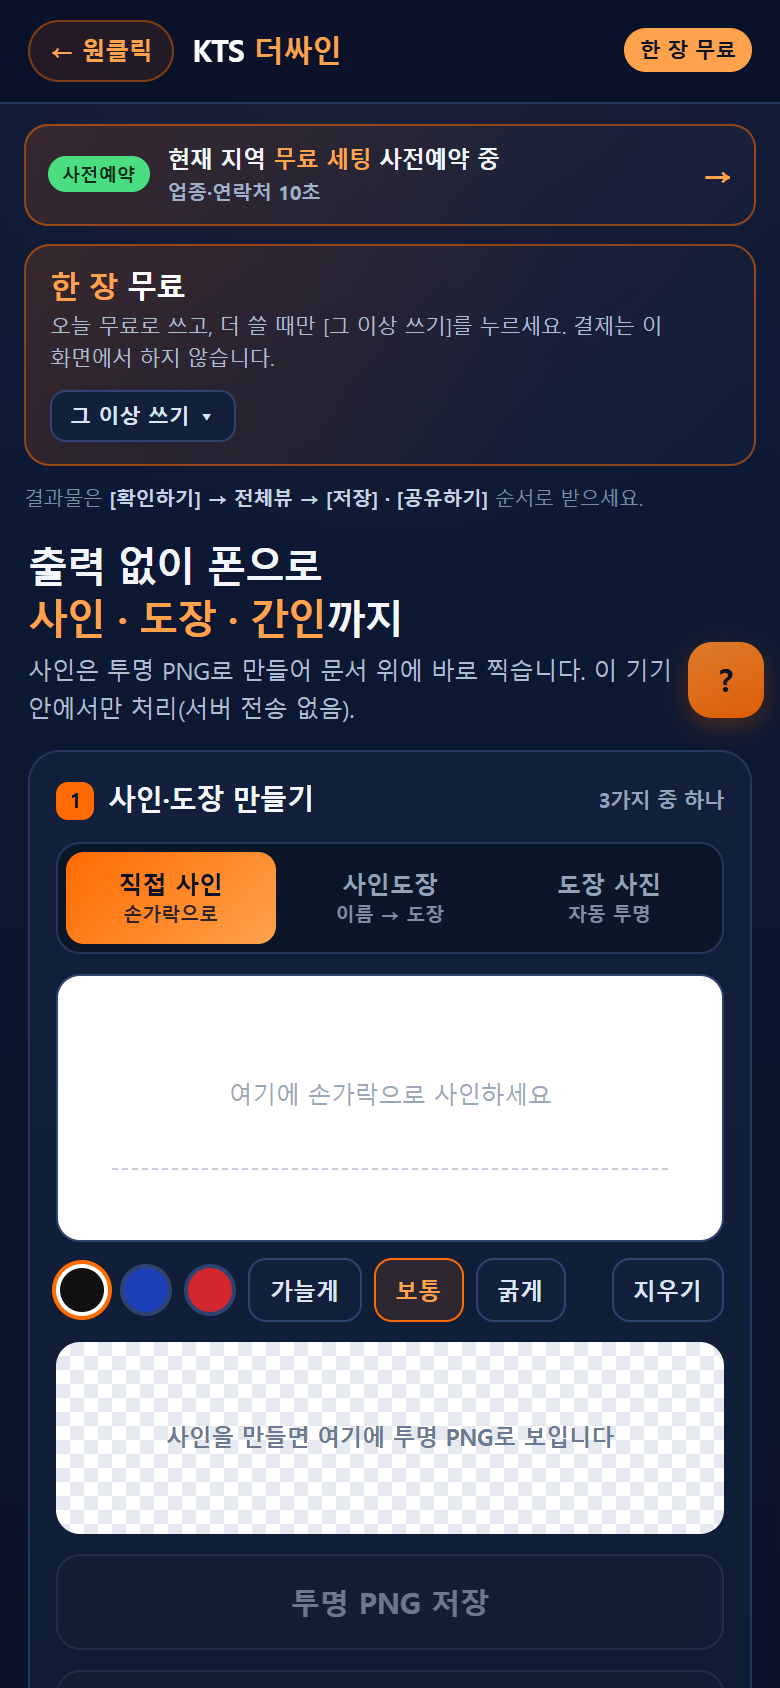 ← 원클릭
KTS 더싸인
한 장 무료
사전예약
현재 지역 무료 세팅 사전예약 중
업종·연락처 10초
→
한 장 무료
오늘 무료로 쓰고, 더 쓸 때만 [그 이상 쓰기]를 누르세요. 결제는 이
화면에서 하지 않습니다.
그 이상 쓰기 ▼
결과물은 [확인하기] → 전체뷰 → [저장] · [공유하기] 순서로 받으세요.
출력 없이 폰으로
사인 · 도장 · 간인까지
사인은 투명 PNG로 만들어 문서 위에 바로 찍습니다. 이 기기
안에서만 처리(서버 전송 없음).
?
1 사인·도장 만들기
3가지 중 하나
직접 사인
손가락으로
사인도장
이름 → 도장
도장 사진
자동 투명
여기에 손가락으로 사인하세요
가늘게
보통
굵게
지우기
사인을 만들면 여기에 투명 PNG로 보입니다
투명 PNG 저장